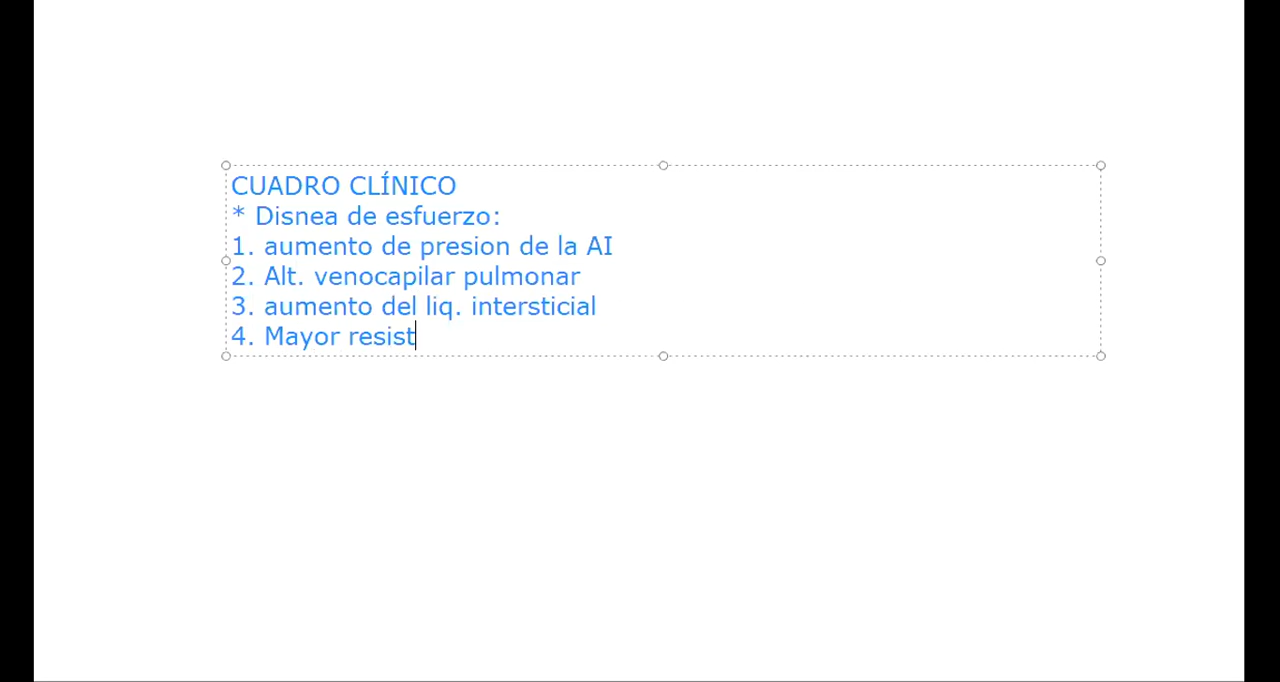 CUADRO CLÍNICO
* Disnea de esfuerzo:
1. aumento de presion de la AI
2. Alt. venocapilar pulmonar
3. aumento del liq. intersticial
4. Mayor resist